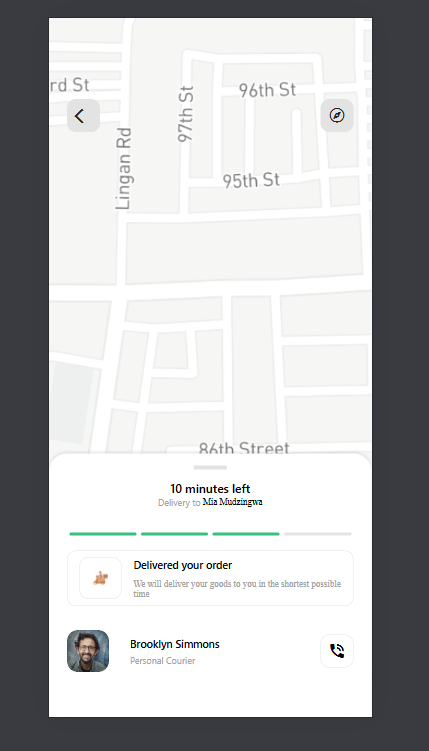 rd St
96th St
97th St
Lingan Rd
95th St
86th Street
10 minutes left
Delivery to Mia Mudzingwa
Delivered your order
We will deliver your goods to you in the shortest possible
time
Brooklyn Simmons
Personal Courier